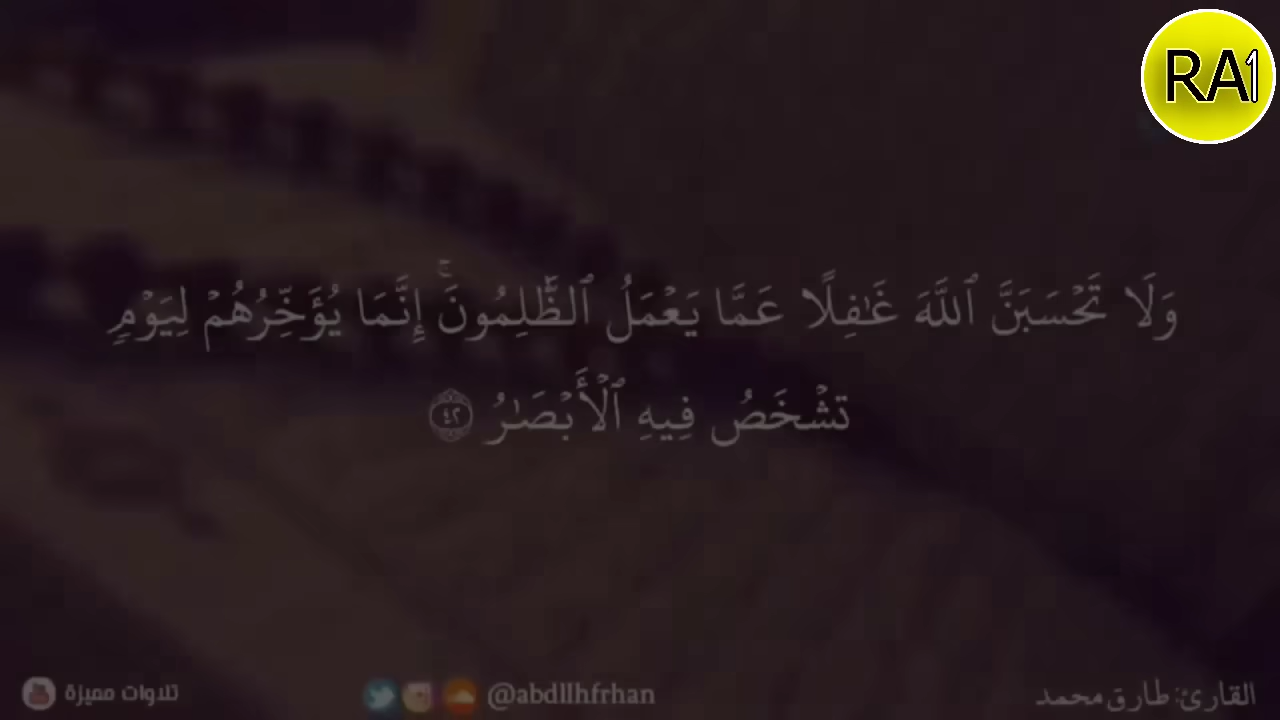 RA1
وَلَا تَحۡسَبَنَّ ٱللَّهَ غَٰفِلًا عَمَّا يَعۡمَلُ ٱلظَّٰلِمُونَۚ إِنَّمَا يُؤَخِّرُهُمۡ لِيَوۡمٖ
تَشۡخَصُ فِيهِ ٱلۡأَبۡصَٰرُ ٤٢
القارئ: طارق محمد
@abdllhfrhan
تلاوات مميزة